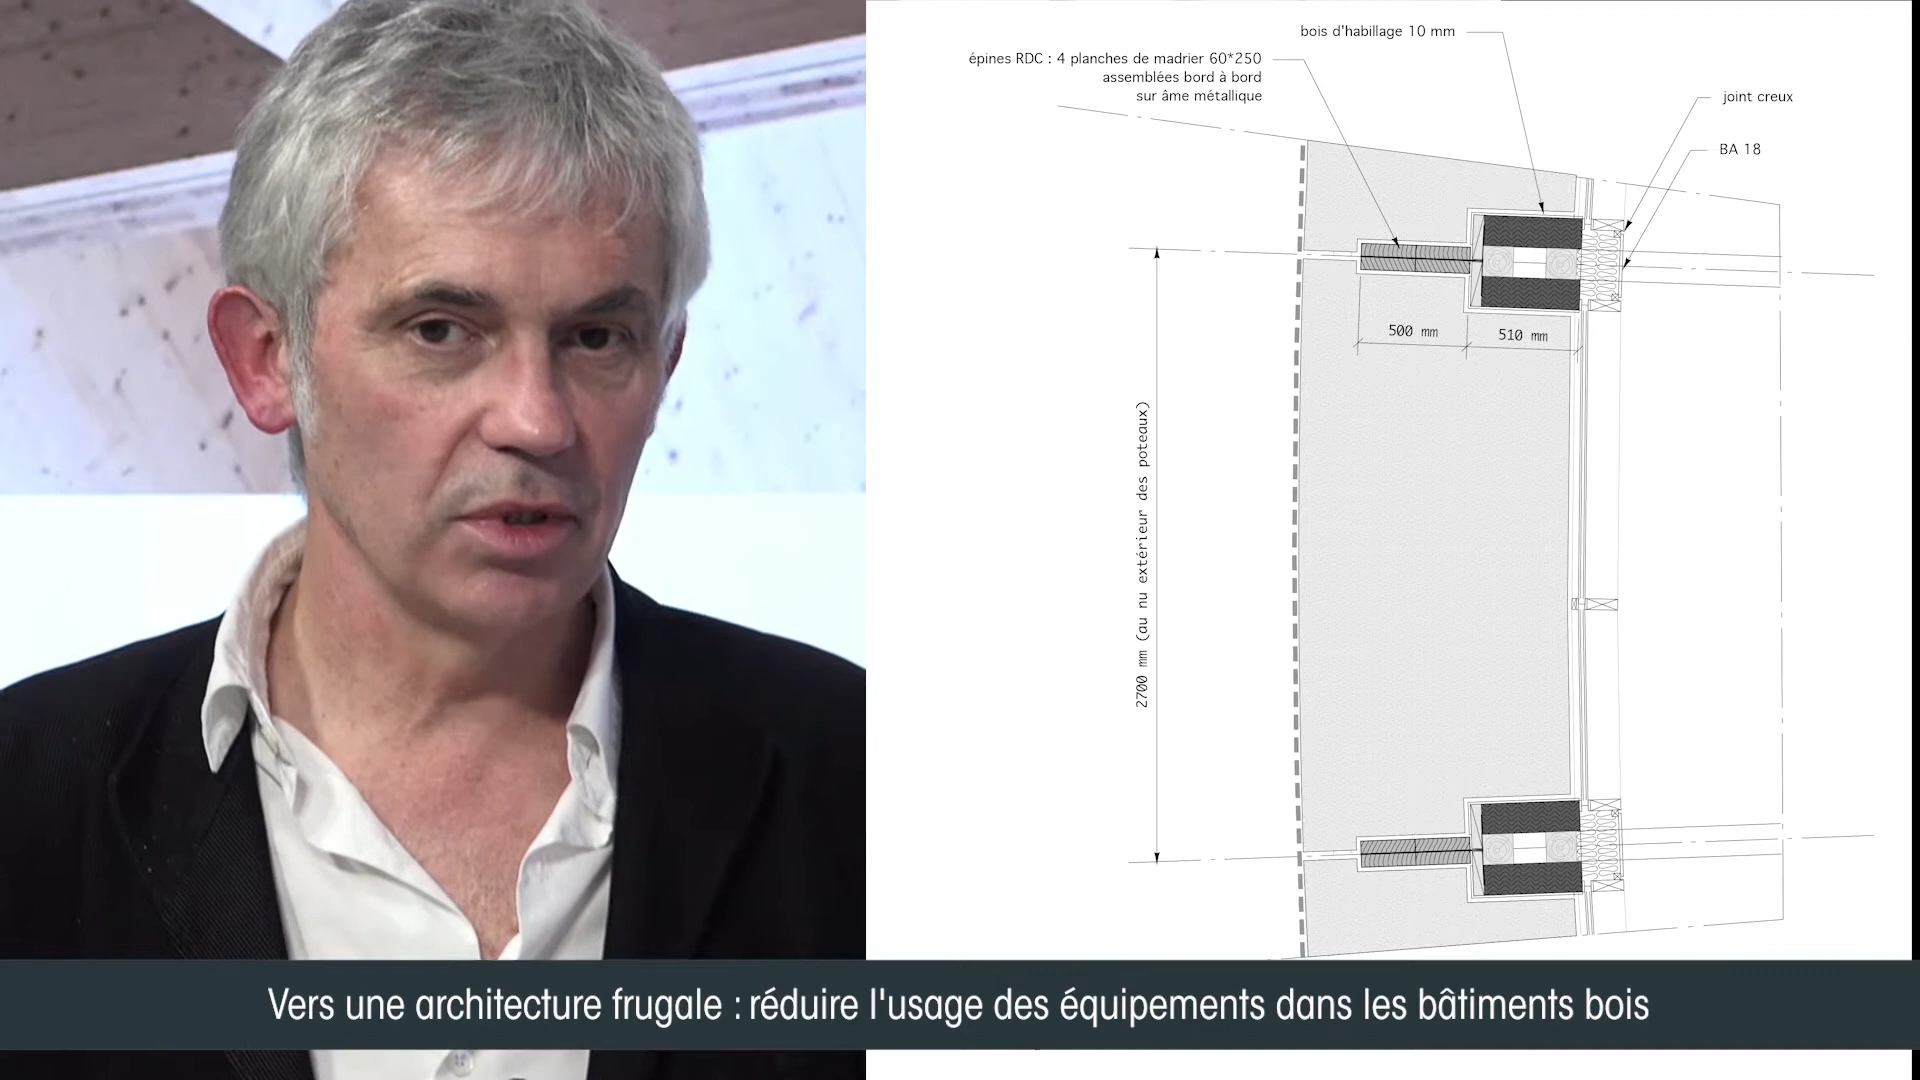 bois d'habillage 10 mm
épines RDC : 4 planches de madrier 60*250
assemblées bord à bord
sur âme métallique
joint creux
BA 18
500 mm
510 mm
2700 mm (au nu extérieur des poteaux)
Vers une architecture frugale : réduire l'usage des équipements dans les bâtiments bois